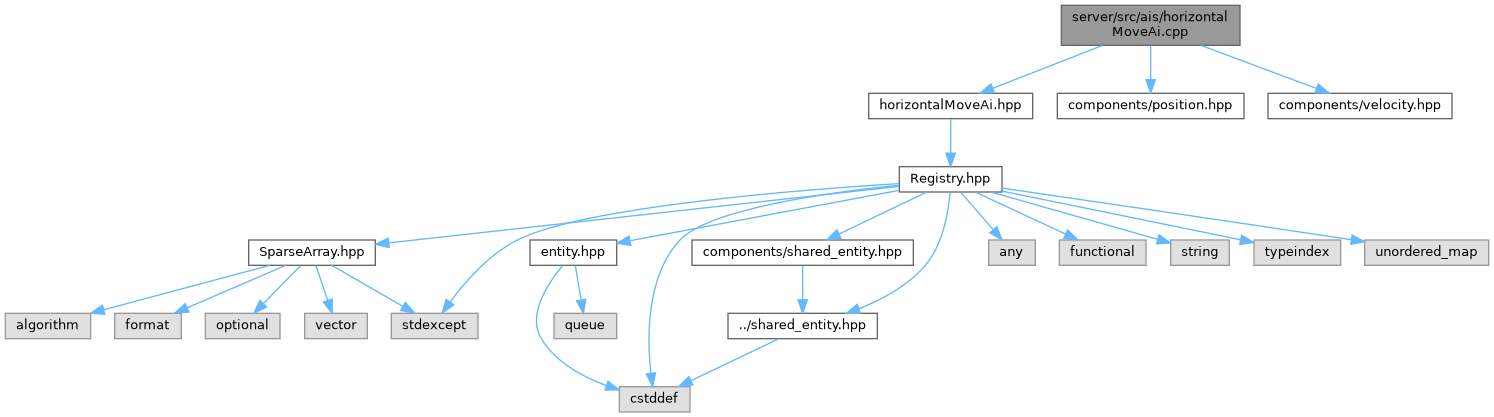 server/src/ais/horizontal
MoveAi.cpp
horizontalMoveAi.hpp
components/position.hpp
components/velocity.hpp
Registry.hpp
SparseArray.hpp
entity.hpp
components/shared_entity.hpp
any
functional
string
typeindex
unordered_map
algorithm
format
optional
vector
stdexcept
queue
../shared_entity.hpp
cstddef